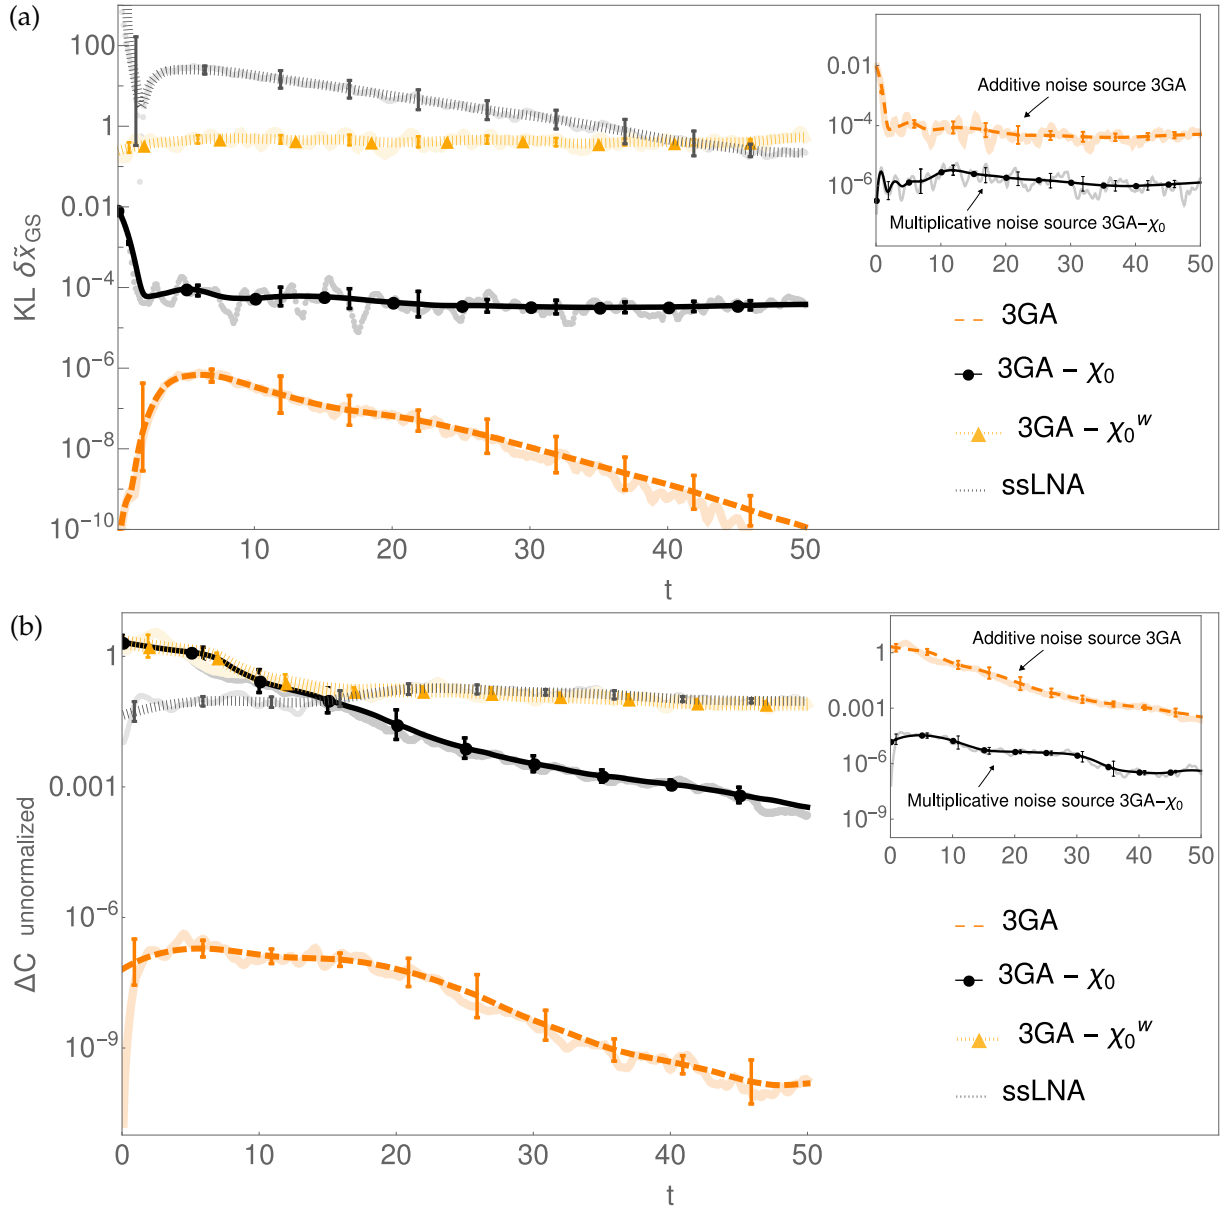 (a)
100
1
0.01
10⁻⁴
10⁻⁶
10⁻⁸
10⁻¹⁰
KL δx̃_GS
10 20 30 40 50
t
0.01
10⁻⁴
10⁻⁶
Additive noise source 3GA
Multiplicative noise source 3GA-χ₀
0 10 20 30 40 50
3GA
3GA − χ₀
3GA − χ₀ʷ
ssLNA
(b)
1
0.001
10⁻⁶
10⁻⁹
ΔC unnormalized
0 10 20 30 40 50
t
1
0.001
10⁻⁶
10⁻⁹
Additive noise source 3GA
Multiplicative noise source 3GA-χ₀
0 10 20 30 40 50
3GA
3GA − χ₀
3GA − χ₀ʷ
ssLNA